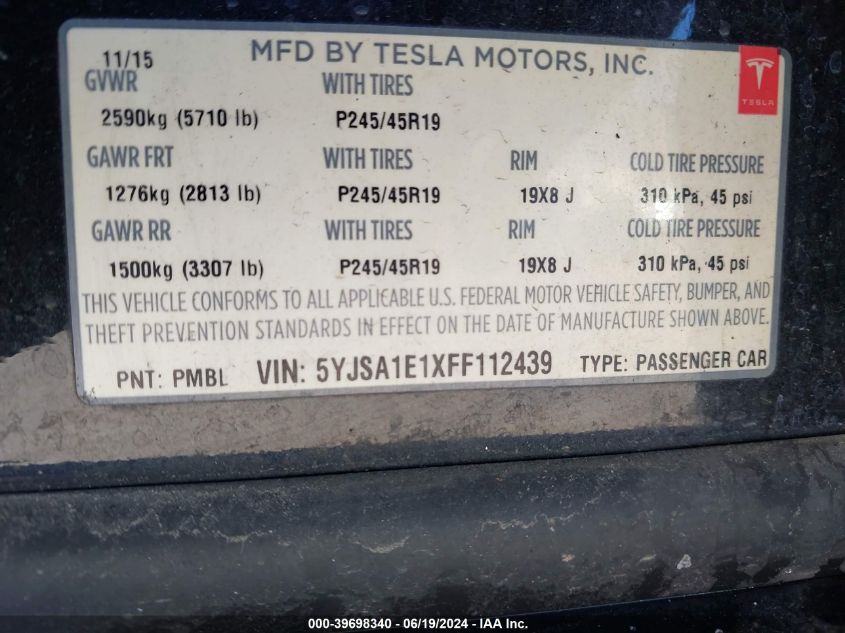 11/15 MFD BY TESLA MOTORS, INC.
TESLA
GVWR WITH TIRES
2590kg (5710 lb) P245/45R19
GAWR FRT WITH TIRES RIM COLD TIRE PRESSURE
1276kg (2813 lb) P245/45R19 19X8 J 310 kPa, 45 psi
GAWR RR WITH TIRES RIM COLD TIRE PRESSURE
1500kg (3307 lb) P245/45R19 19X8 J 310 kPa, 45 psi
THIS VEHICLE CONFORMS TO ALL APPLICABLE U.S. FEDERAL MOTOR VEHICLE SAFETY, BUMPER, AND
THEFT PREVENTION STANDARDS IN EFFECT ON THE DATE OF MANUFACTURE SHOWN ABOVE.
PNT: PMBL VIN: 5YJSA1E1XFF112439 TYPE: PASSENGER CAR
000-39698340 - 06/19/2024 - IAA Inc.